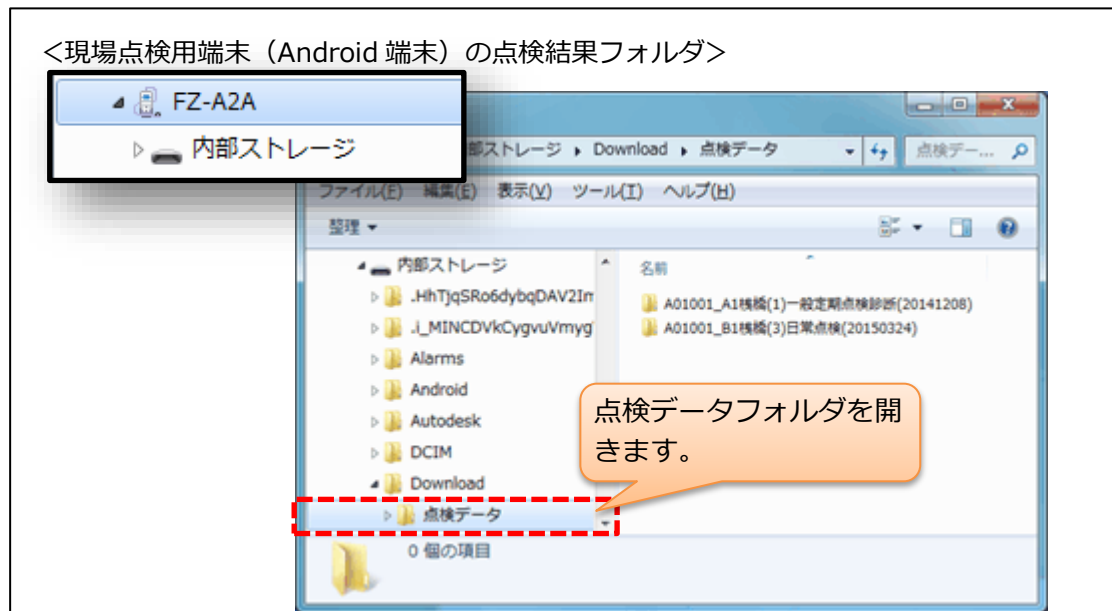 <現場点検用端末（Android 端末）の点検結果フォルダ>
FZ-A2A
内部ストレージ
部ストレージ ▸ Download ▸ 点検データ
点検デー...
ファイル(F) 編集(E) 表示(V) ツール(T) ヘルプ(H)
整理
内部ストレージ
名前
.HhTjqSRo6dybqDAV2Im
A01001_A1桟橋(1)一般定期点検診断(20141208)
.i_MINCDVkCygvuVmyg
A01001_B1桟橋(3)日常点検(20150324)
Alarms
Android
Autodesk
DCIM
Download
点検データ
点検データフォルダを開
きます。
0 個の項目